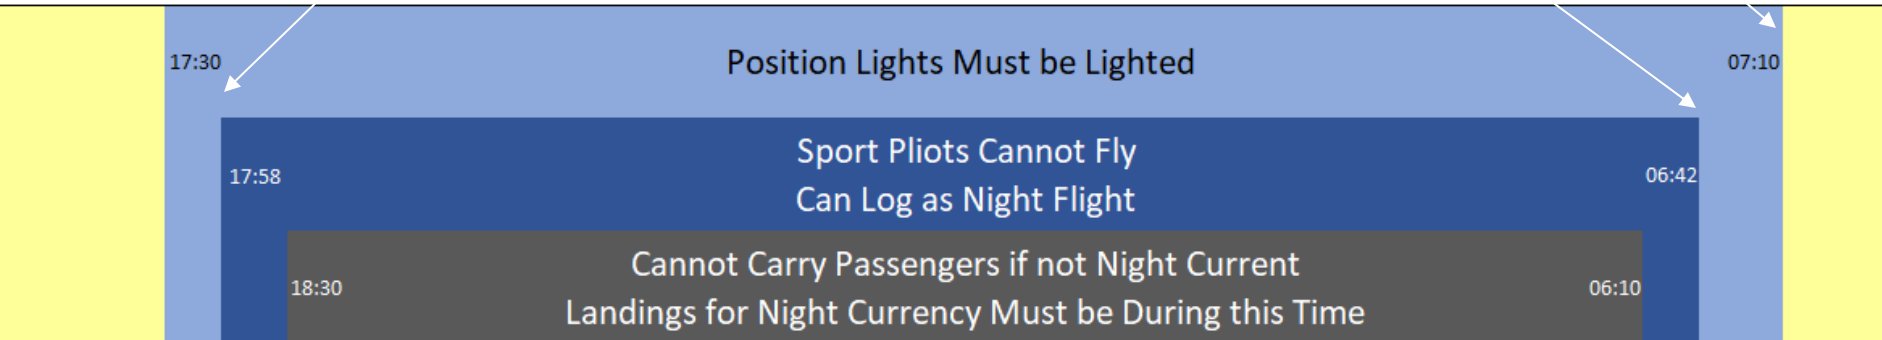 17:30 Position Lights Must be Lighted 07:10
Sport Pliots Cannot Fly
17:58 06:42
Can Log as Night Flight
Cannot Carry Passengers if not Night Current
18:30 06:10
Landings for Night Currency Must be During this Time